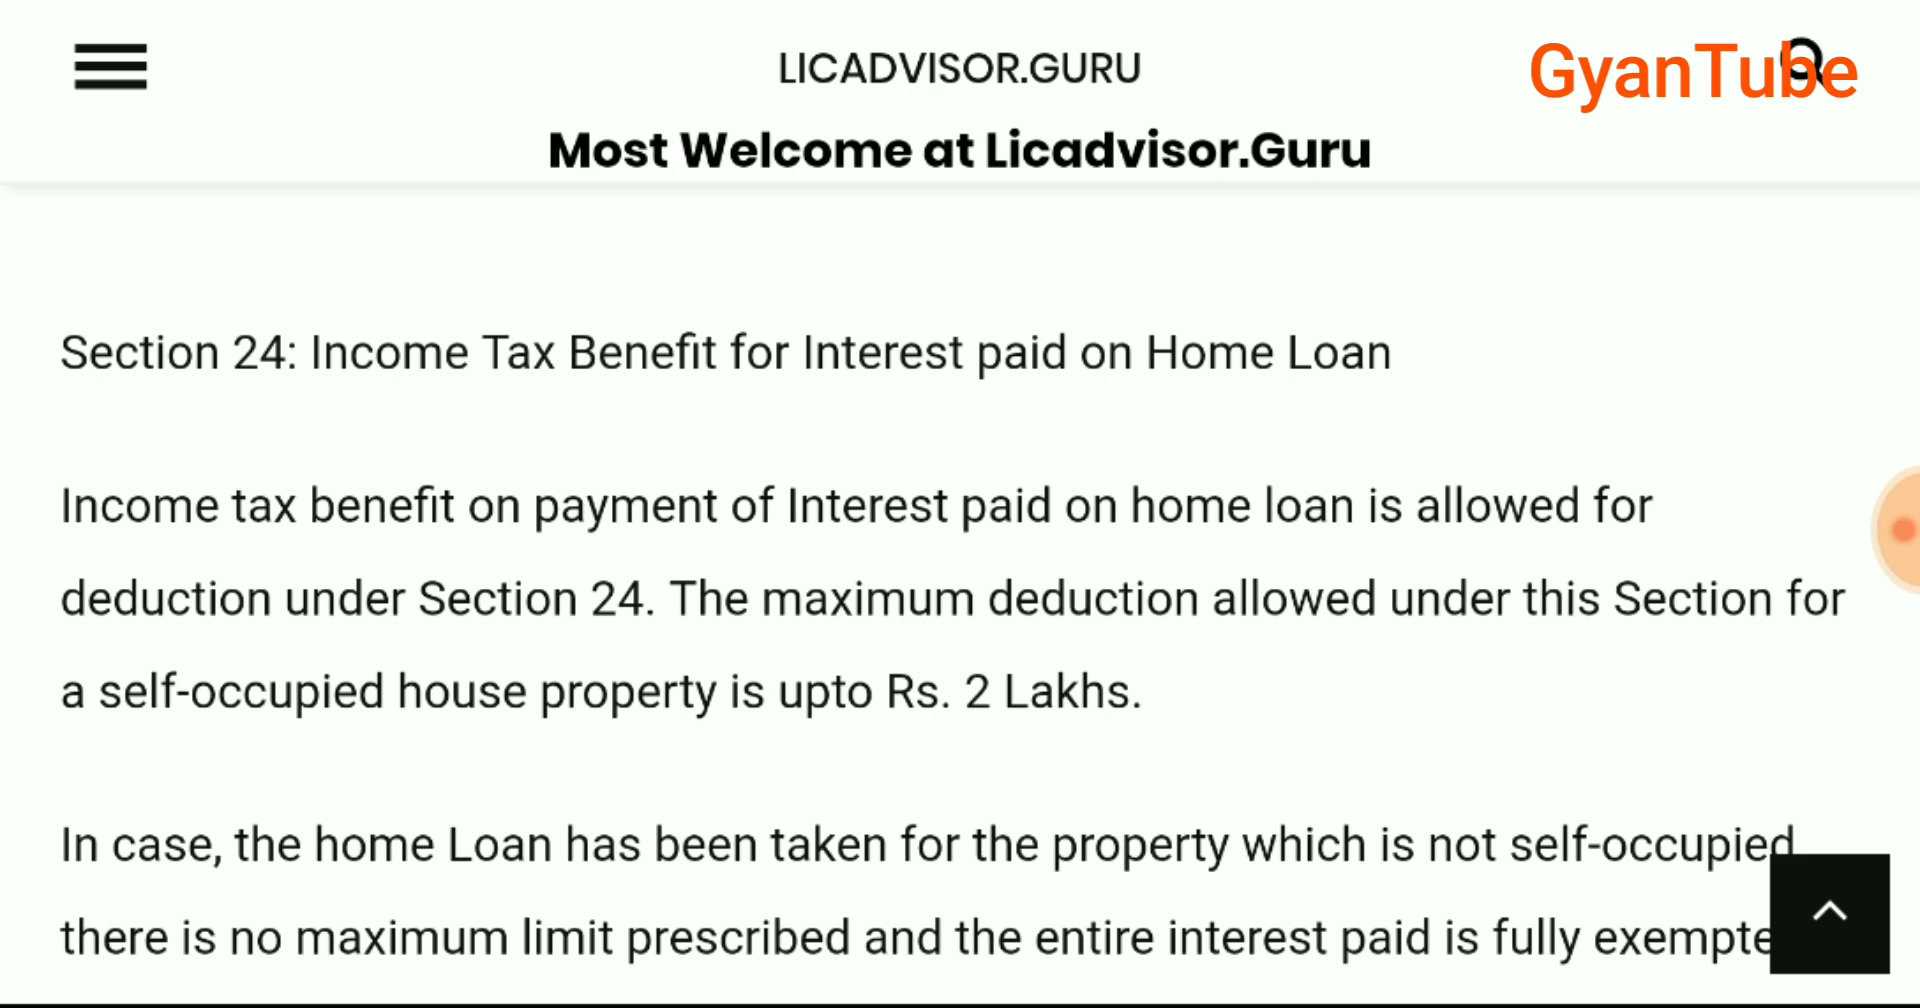 LICADVISOR.GURU
GyanTube
Most Welcome at Licadvisor.Guru
Section 24: Income Tax Benefit for Interest paid on Home Loan
Income tax benefit on payment of Interest paid on home loan is allowed for
deduction under Section 24. The maximum deduction allowed under this Section for
a self-occupied house property is upto Rs. 2 Lakhs.
In case, the home Loan has been taken for the property which is not self-occupied
there is no maximum limit prescribed and the entire interest paid is fully